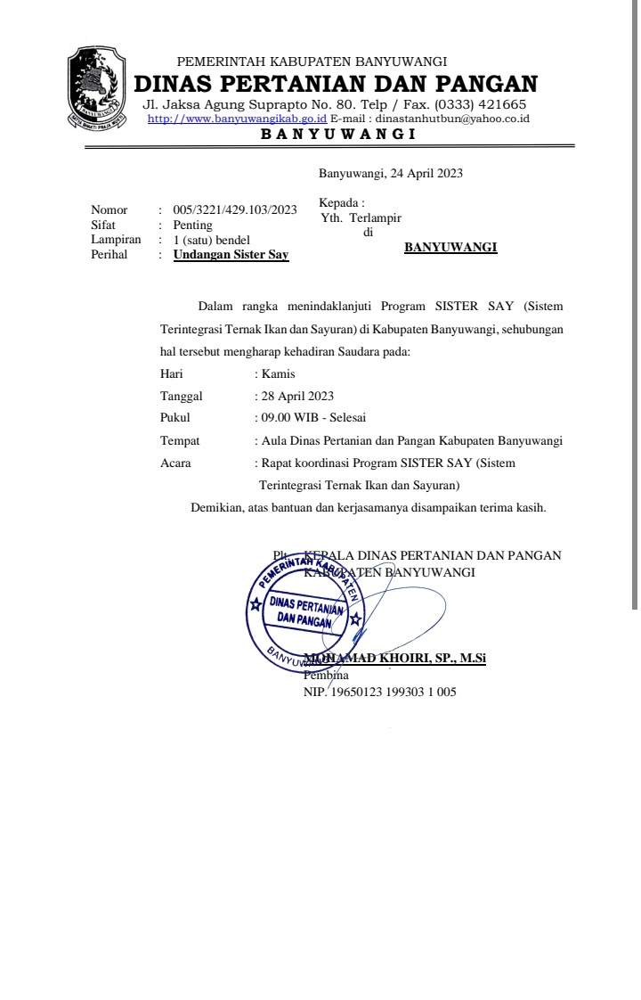 PEMERINTAH KABUPATEN BANYUWANGI
DINAS PERTANIAN DAN PANGAN
Jl. Jaksa Agung Suprapto No. 80. Telp / Fax. (0333) 421665
http://www.banyuwangikab.go.id E-mail : dinastanhutbun@yahoo.co.id
BANYUWANGI
Banyuwangi, 24 April 2023
Kepada :
Yth. Terlampir
di
BANYUWANGI
Nomor : 005/3221/429.103/2023
Sifat : Penting
Lampiran : 1 (satu) bendel
Perihal : Undangan Sister Say
Dalam rangka menindaklanjuti Program SISTER SAY (Sistem
Terintegrasi Ternak Ikan dan Sayuran) di Kabupaten Banyuwangi, sehubungan
hal tersebut mengharap kehadiran Saudara pada:
Hari : Kamis
Tanggal : 28 April 2023
Pukul : 09.00 WIB - Selesai
Tempat : Aula Dinas Pertanian dan Pangan Kabupaten Banyuwangi
Acara : Rapat koordinasi Program SISTER SAY (Sistem
Terintegrasi Ternak Ikan dan Sayuran)
Demikian, atas bantuan dan kerjasamanya disampaikan terima kasih.
Plt. KEPALA DINAS PERTANIAN DAN PANGAN
KABUPATEN BANYUWANGI
PEMERINTAH KABUPATEN
DINAS PERTANIAN
DAN PANGAN
BANYUWANGI
MOHAMAD KHOIRI, SP., M.Si
Pembina
NIP. 19650123 199303 1 005